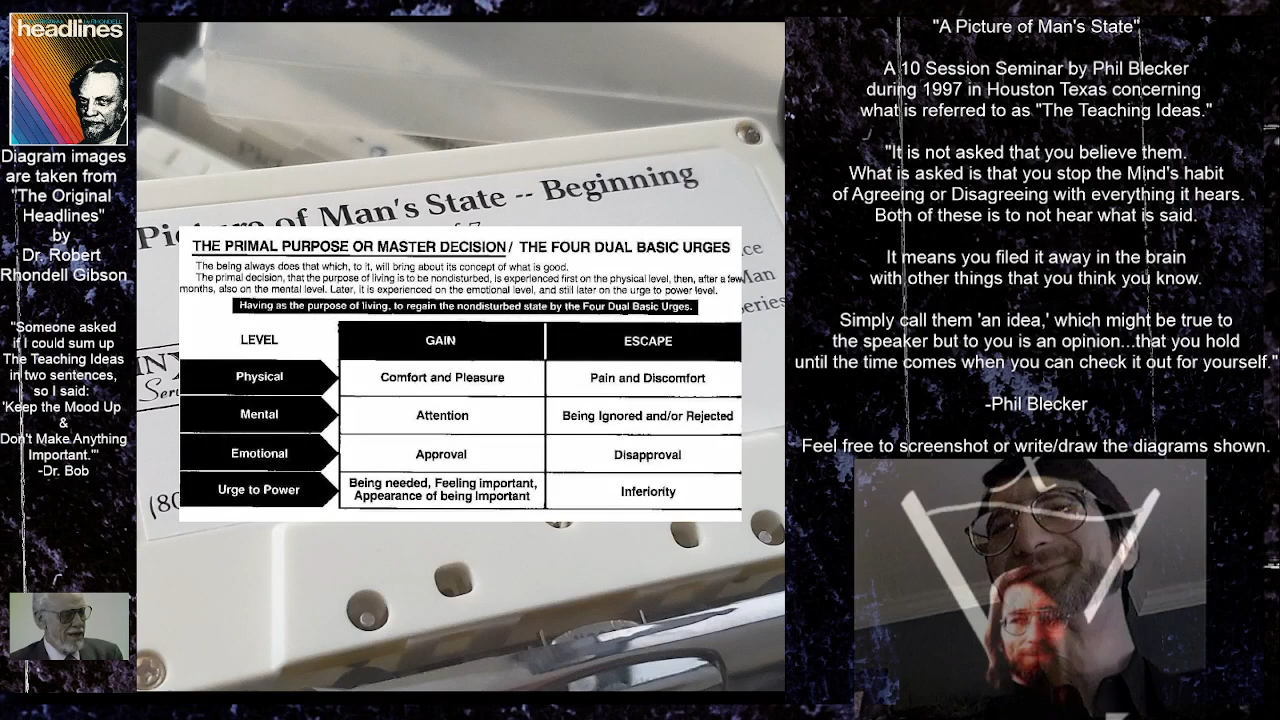 headlines
Diagram images
are taken from
"The Original
Headlines"
by
Dr. Robert
Rhondell Gibson
"Someone asked
if I could sum up
The Teaching Ideas
in two sentences,
so I said:
'Keep the Mood Up
&
Don't Make Anything
Important.'"
-Dr. Bob
Picture of Man's State -- Beginning
THE PRIMAL PURPOSE OR MASTER DECISION / THE FOUR DUAL BASIC URGES
The being always does that which, to it, will bring about its concept of what is good.
The primal decision, that the purpose of living is to be nondisturbed, is experienced first on the physical level, then, after a few
months, also on the mental level. Later, it is experienced on the emotional level, and still later on the urge to power level.
Having as the purpose of living, to regain the nondisturbed state by the Four Dual Basic Urges.
LEVEL GAIN ESCAPE
Physical Comfort and Pleasure Pain and Discomfort
Mental Attention Being Ignored and/or Rejected
Emotional Approval Disapproval
Urge to Power Being needed, Feeling important,
Appearance of being Important Inferiority
Man
eries
(80
"A Picture of Man's State"
A 10 Session Seminar by Phil Blecker
during 1997 in Houston Texas concerning
what is referred to as "The Teaching Ideas."
"It is not asked that you believe them.
What is asked is that you stop the Mind's habit
of Agreeing or Disagreeing with everything it hears.
Both of these is to not hear what is said.
It means you filed it away in the brain
with other things that you think you know.
Simply call them 'an idea,' which might be true to
the speaker but to you is an opinion...that you hold
until the time comes when you can check it out for yourself."
-Phil Blecker
Feel free to screenshot or write/draw the diagrams shown.